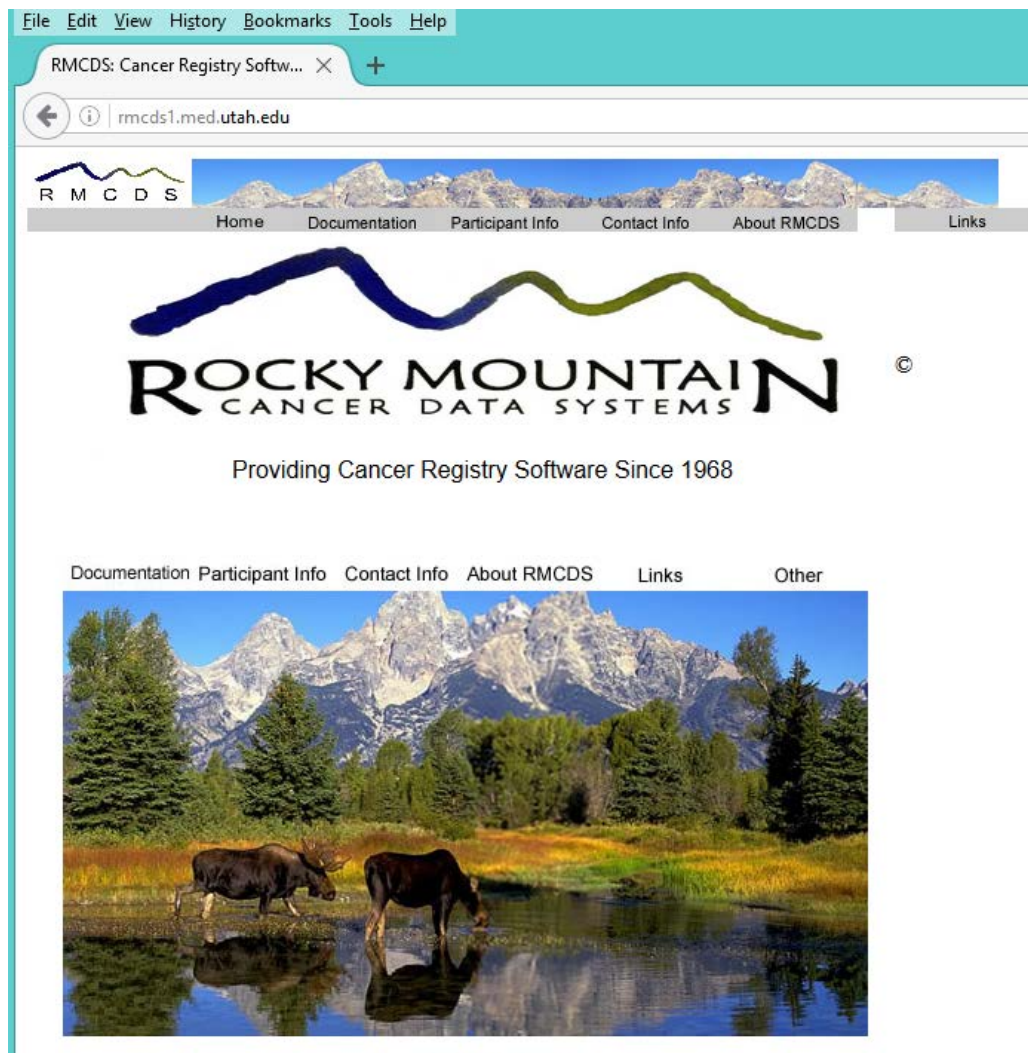 File Edit View History Bookmarks Tools Help
RMCDS: Cancer Registry Softw...
rmcds1.med.utah.edu
R M C D S
Home Documentation Participant Info Contact Info About RMCDS Links
ROCKY MOUNTAIN ©
CANCER DATA SYSTEMS
Providing Cancer Registry Software Since 1968
Documentation Participant Info Contact Info About RMCDS Links Other